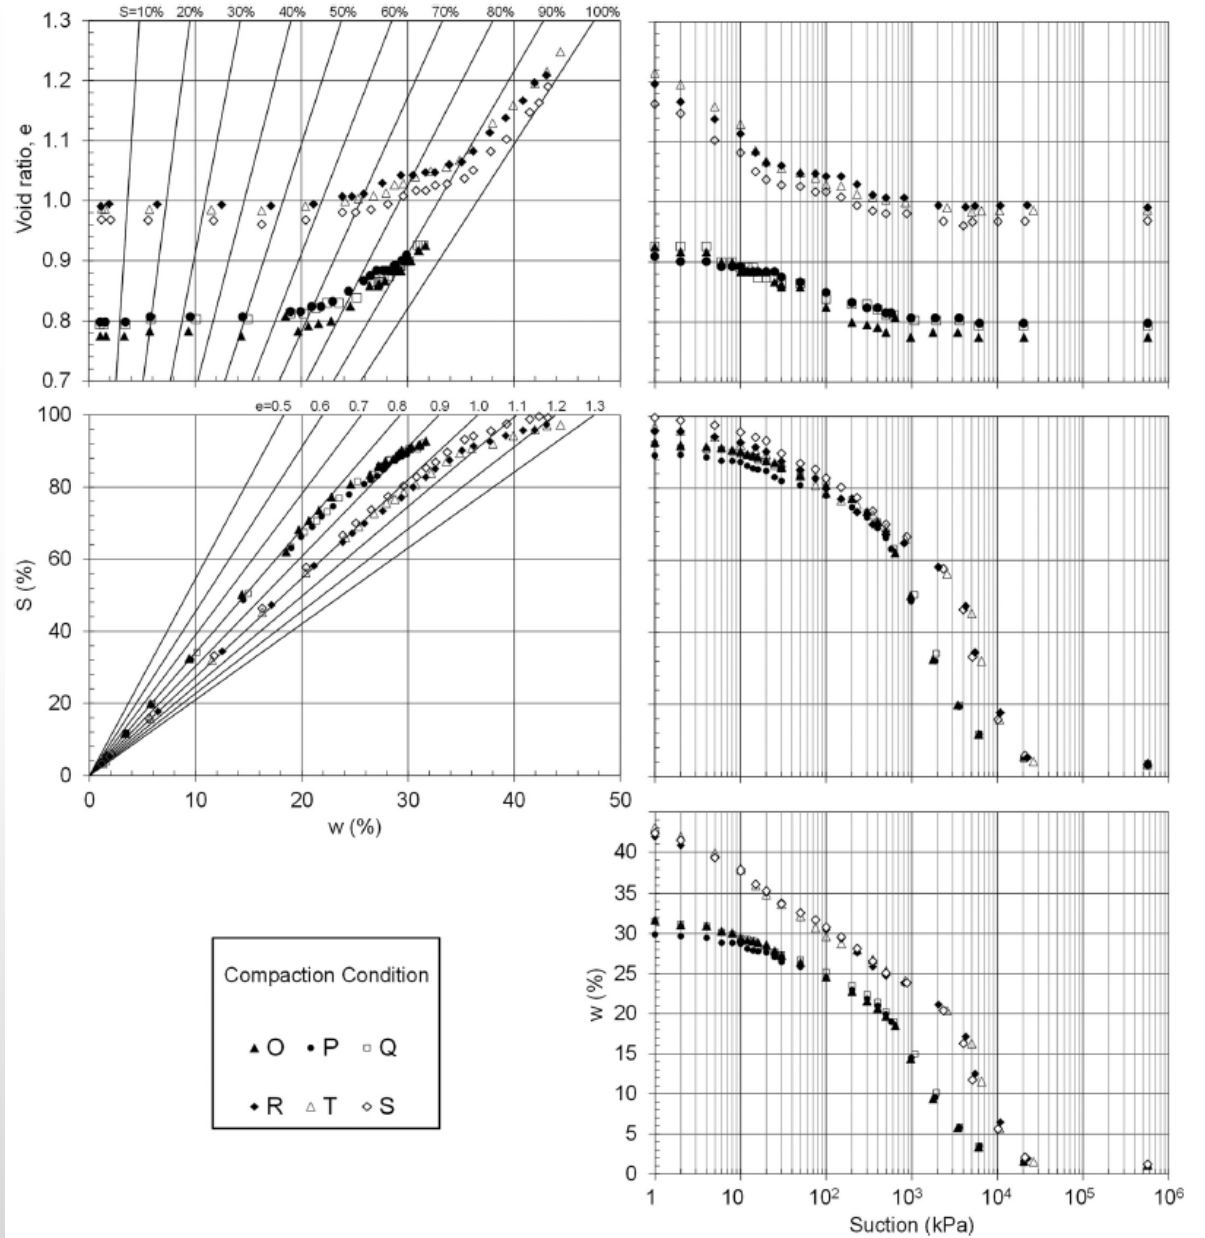 S=10% 20% 30% 40% 50% 60% 70% 80% 90% 100%
1.3
1.2
1.1
1.0
0.9
0.8
0.7
Void ratio, e
e=0.5 0.6 0.7 0.8 0.9 1.0 1.1 1.2 1.3
100
80
60
40
20
0
S (%)
0 10 20 30 40 50
w (%)
Compaction Condition
O P Q
R T S
40
35
30
25
20
15
10
5
0
w (%)
1 10 10² 10³ 10⁴ 10⁵ 10⁶
Suction (kPa)